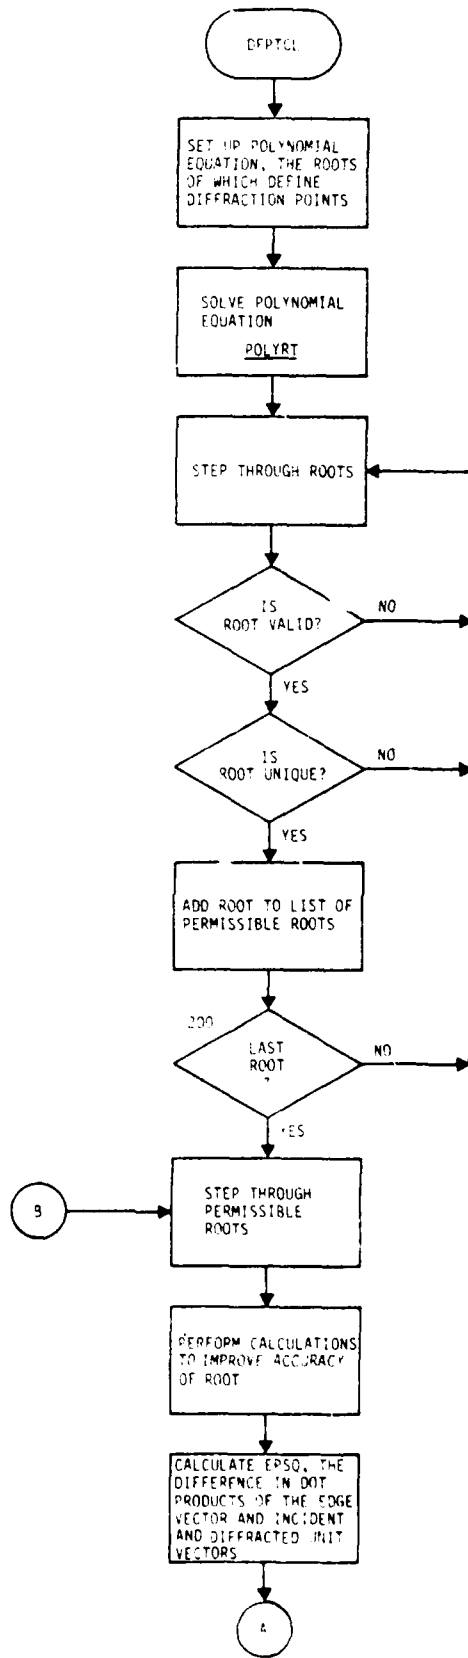 DFPTCL
SET UP POLYNOMIAL
EQUATION, THE ROOTS
OF WHICH DEFINE
DIFFRACTION POINTS
SOLVE POLYNOMIAL
EQUATION
POLYRT
STEP THROUGH ROOTS
IS
ROOT VALID?
NO
YES
IS
ROOT UNIQUE?
NO
YES
ADD ROOT TO LIST OF
PERMISSIBLE ROOTS
200
LAST
ROOT
?
NO
YES
B
STEP THROUGH
PERMISSIBLE
ROOTS
PERFORM CALCULATIONS
TO IMPROVE ACCURACY
OF ROOT
CALCULATE EPSO, THE
DIFFERENCE IN DOT
PRODUCTS OF THE EDGE
VECTOR AND INCIDENT
AND DIFFRACTED UNIT
VECTORS
A